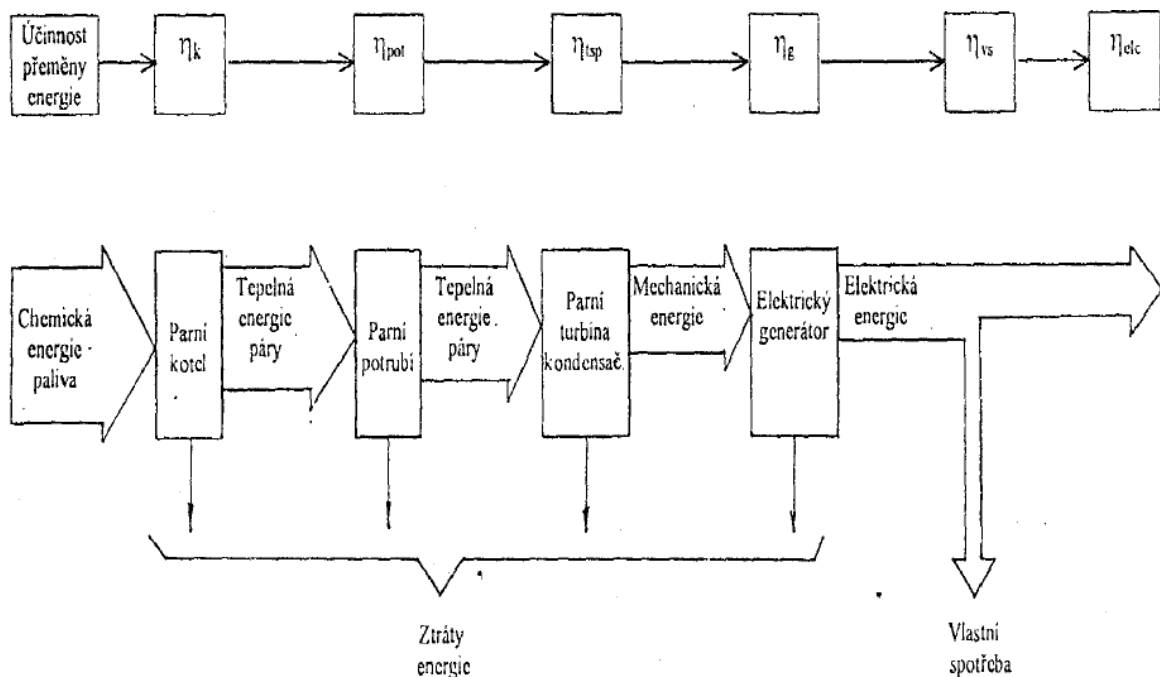 Účinnost
přeměny
energie
ηk
ηpot
ηtsp
ηg
ηvs
ηelc
Chemická
energie
paliva
Parní
kotel
Tepelná
energie
páry
Parní
potrubí
Tepelná
energie
páry
Parní
turbina
kondensač.
Mechanická
energie
Elektrický
generátor
Elektrická
energie
Ztráty
energie
Vlastní
spotřeba